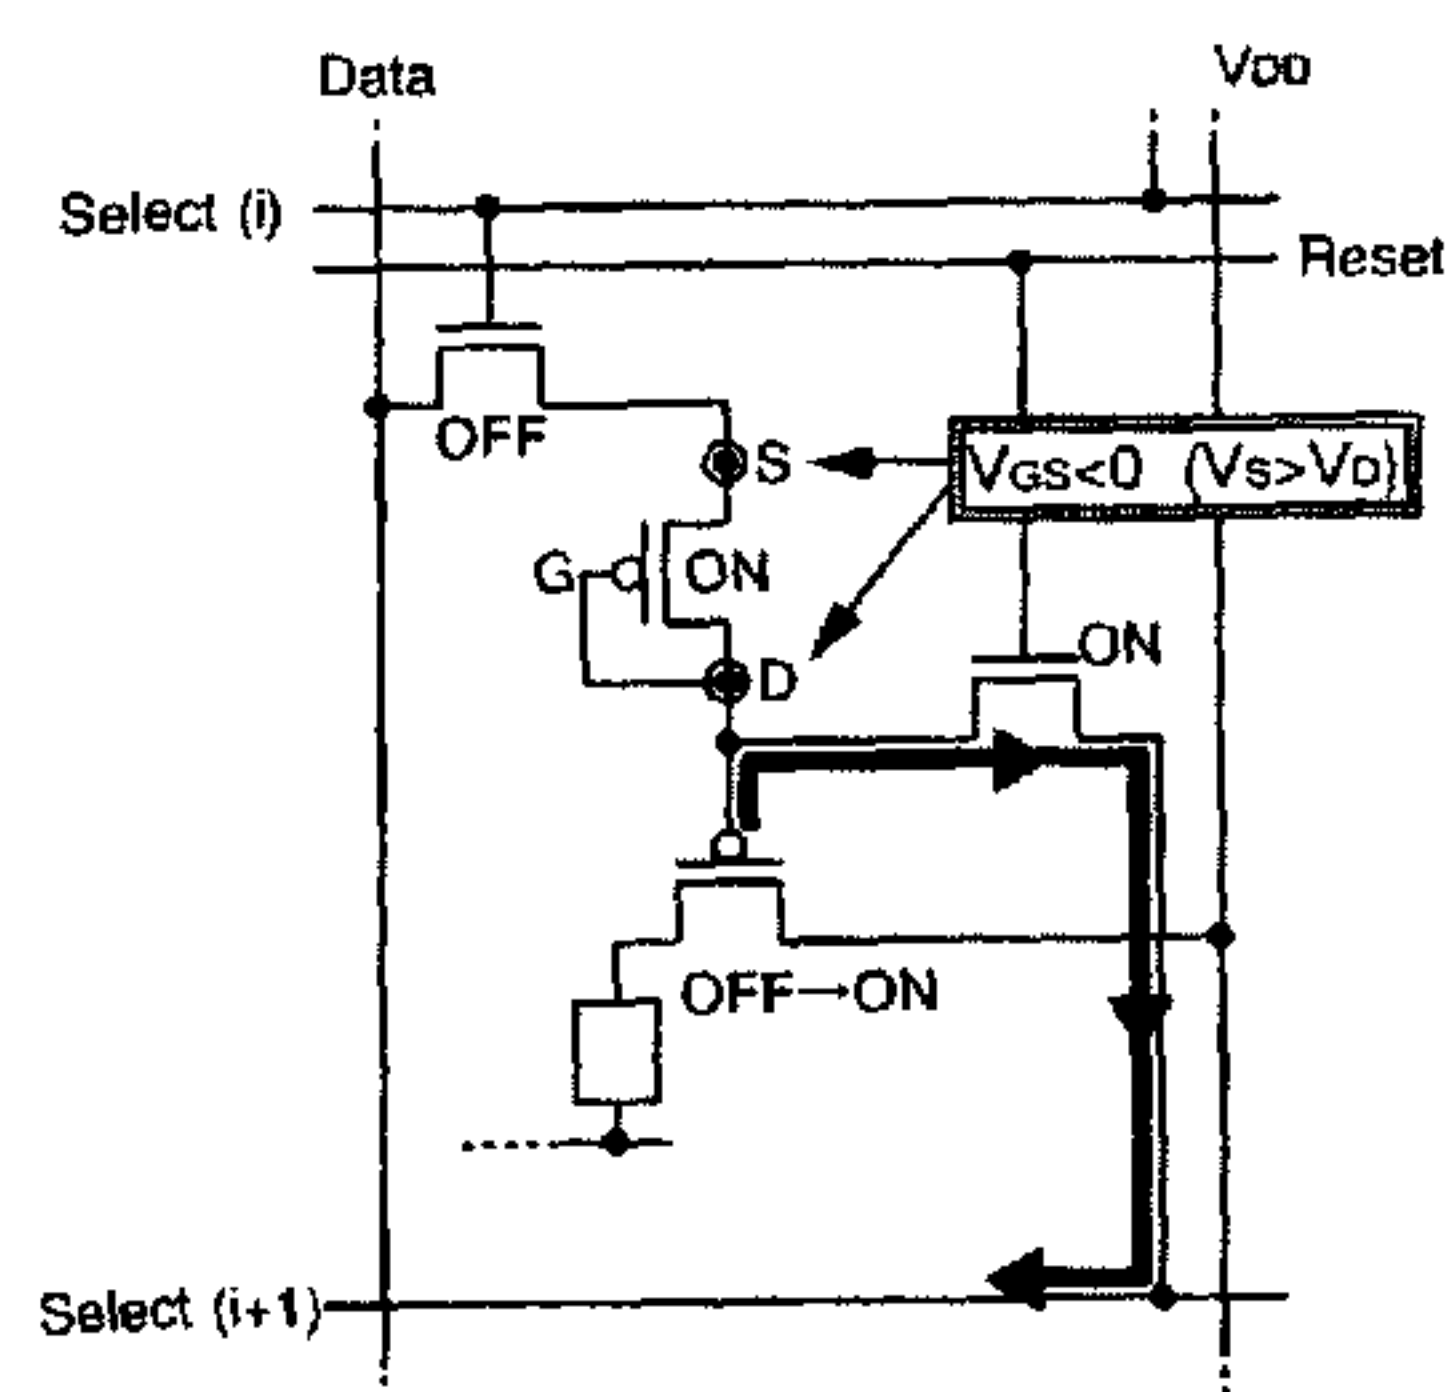 Data
VDD
Select (i)
Reset
OFF
S
VGS<0 (VS>VD)
G
ON
ON
D
OFF→ON
Select (i+1)